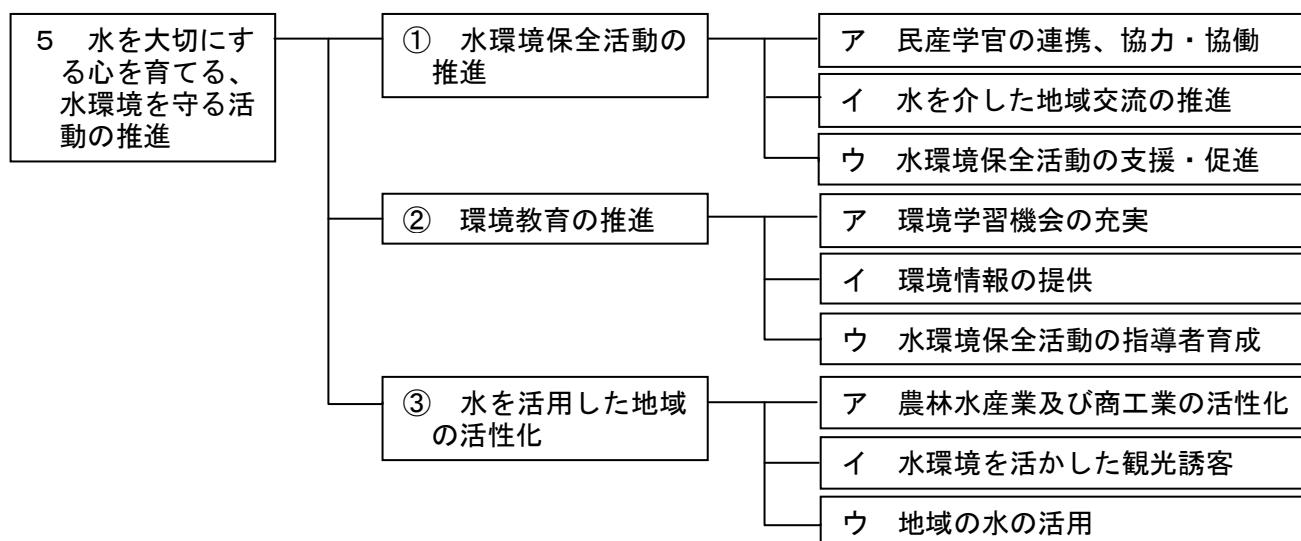 5　水を大切にす
る心を育てる、
水環境を守る活
動の推進
①　水環境保全活動の
推進
ア　民産学官の連携、協力・協働
イ　水を介した地域交流の推進
ウ　水環境保全活動の支援・促進
②　環境教育の推進
ア　環境学習機会の充実
イ　環境情報の提供
ウ　水環境保全活動の指導者育成
③　水を活用した地域
の活性化
ア　農林水産業及び商工業の活性化
イ　水環境を活かした観光誘客
ウ　地域の水の活用